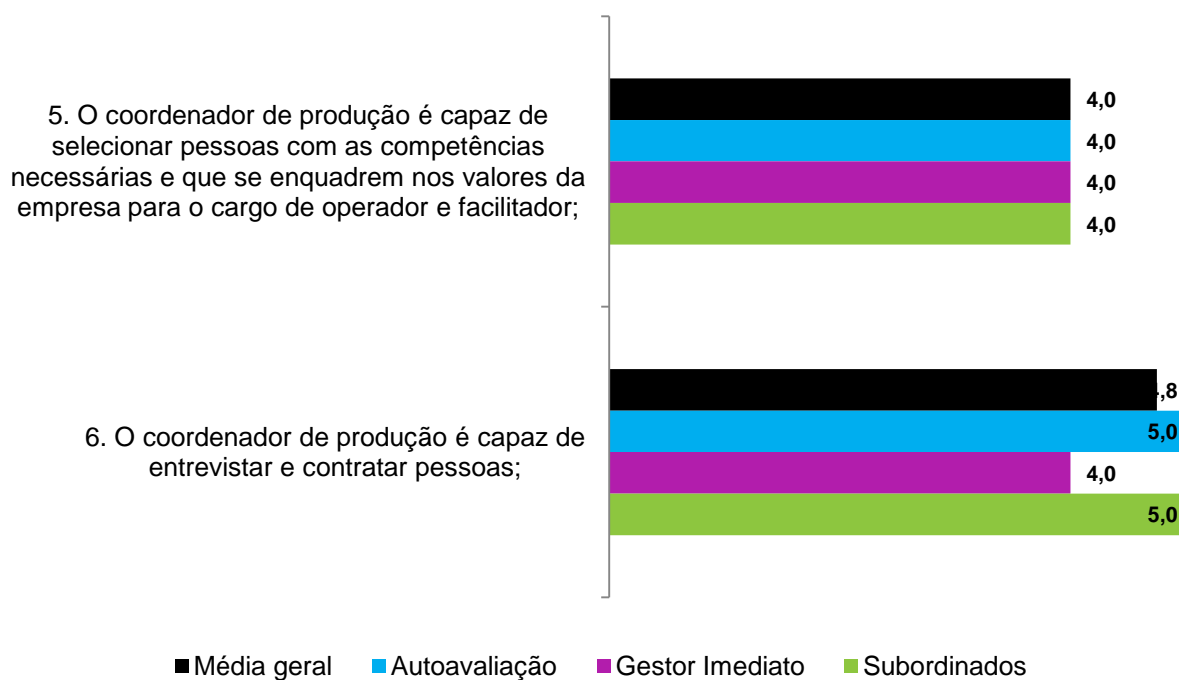 5. O coordenador de produção é capaz de
selecionar pessoas com as competências
necessárias e que se enquadrem nos valores da
empresa para o cargo de operador e facilitador;
4,0
4,0
4,0
4,0
6. O coordenador de produção é capaz de
entrevistar e contratar pessoas;
4,8
5,0
4,0
5,0
Média geral Autoavaliação Gestor Imediato Subordinados